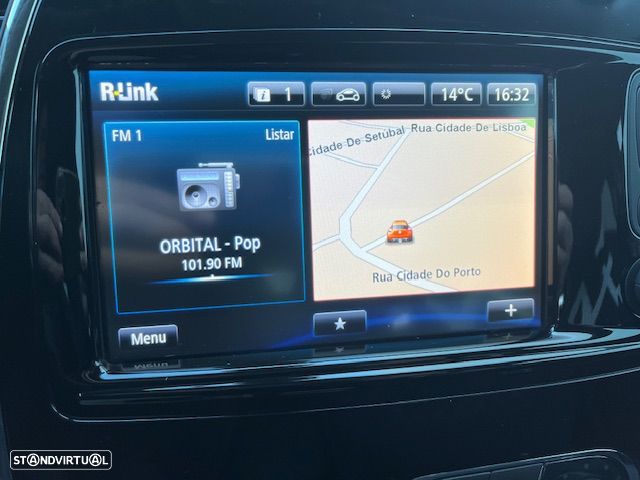 R-Link
i 1
14°C
16:32
FM 1
Listar
ORBITAL - Pop
101.90 FM
Cidade De Setubal
Rua Cidade De Lisboa
Rua Cidade Do Porto
Menu
★
+
STANDVIRTUAL